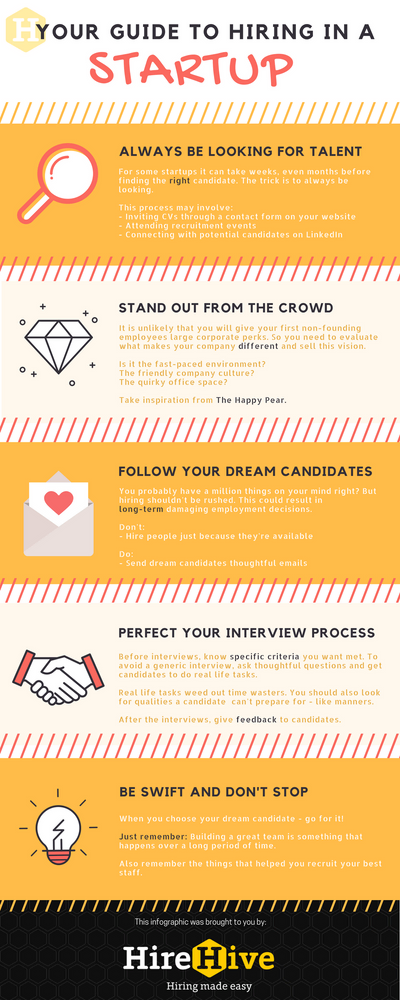 H
YOUR GUIDE TO HIRING IN A
STARTUP
ALWAYS BE LOOKING FOR TALENT
For some startups it can take weeks, even months before
finding the right candidate. The trick is to always be
looking.
This process may involve:
- Inviting CVs through a contact form on your website
- Attending recruitment events
- Connecting with potential candidates on LinkedIn
STAND OUT FROM THE CROWD
It is unlikely that you will give your first non-founding
employees large corporate perks. So you need to evaluate
what makes your company different and sell this vision.
Is it the fast-paced environment?
The friendly company culture?
The quirky office space?
Take inspiration from The Happy Pear.
FOLLOW YOUR DREAM CANDIDATES
You probably have a million things on your mind right? But
hiring shouldn't be rushed. This could result in
long-term damaging employment decisions.
Don't:
- Hire people just because they're available
Do:
- Send dream candidates thoughtful emails
PERFECT YOUR INTERVIEW PROCESS
Before interviews, know specific criteria you want met. To
avoid a generic interview, ask thoughtful questions and get
candidates to do real life tasks.
Real life tasks weed out time wasters. You should also look
for qualities a candidate can't prepare for - like manners.
After the interviews, give feedback to candidates.
BE SWIFT AND DON'T STOP
When you choose your dream candidate - go for it!
Just remember: Building a great team is something that
happens over a long period of time.
Also remember the things that helped you recruit your best
staff.
This infographic was brought to you by:
HireHive
Hiring made easy